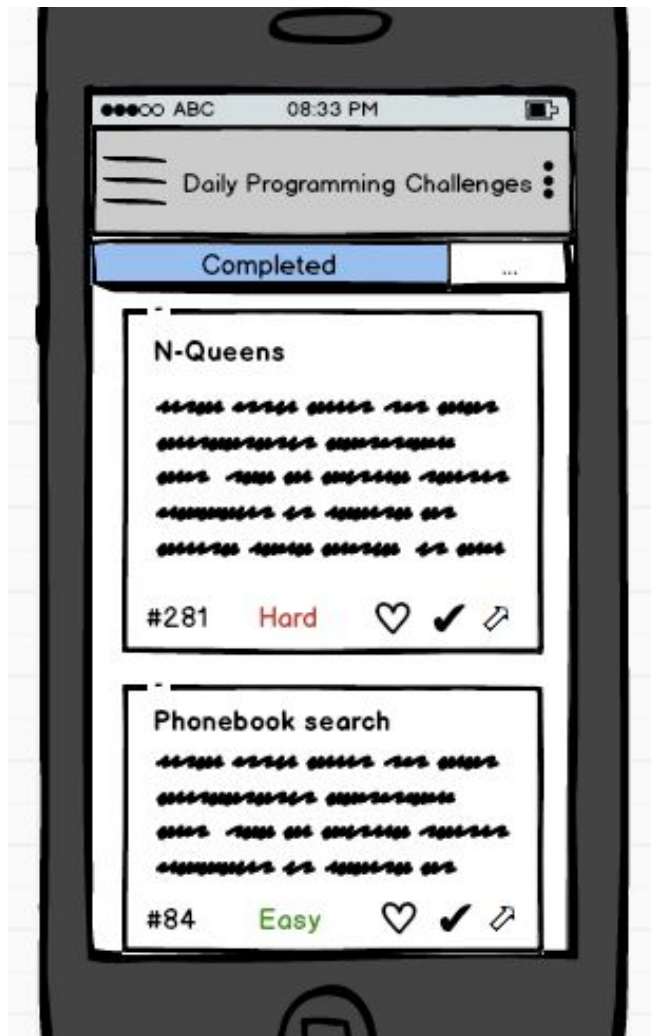 ABC 08:33 PM
Daily Programming Challenges
Completed ...
N-Queens
#281 Hard
Phonebook search
#84 Easy